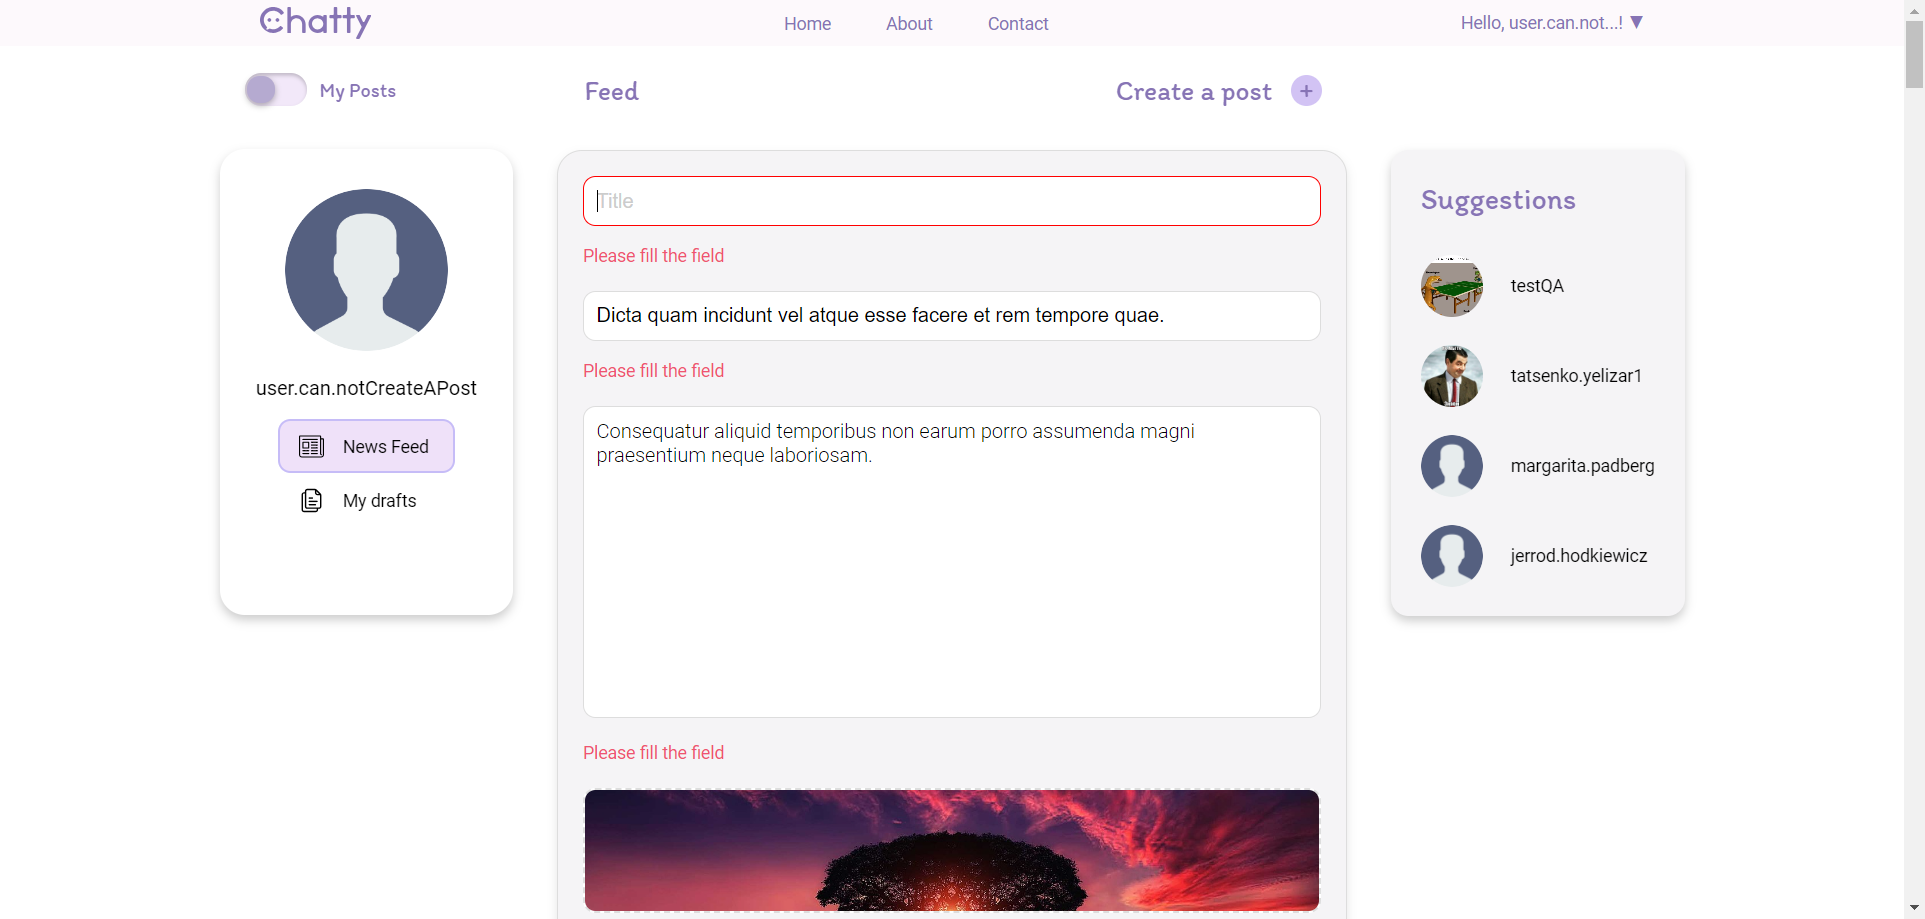 Chatty
Home About Contact
Hello, user.can.not...! ▼
My Posts
Feed
Create a post +
Title
Please fill the field
Dicta quam incidunt vel atque esse facere et rem tempore quae.
Please fill the field
Consequatur aliquid temporibus non earum porro assumenda magni
praesentium neque laboriosam.
Please fill the field
user.can.notCreateAPost
News Feed
My drafts
Suggestions
testQA
tatsenko.yelizar1
margarita.padberg
jerrod.hodkiewicz